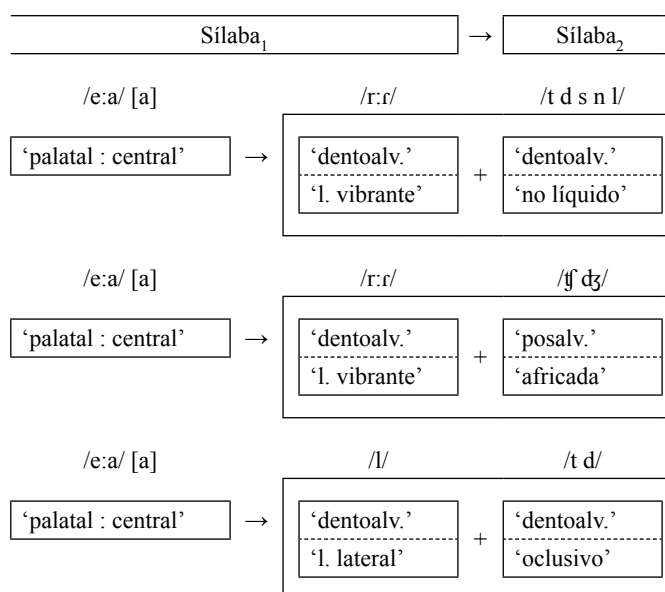 Sílaba1 → Sílaba2
/e:a/ [a] /r:ɾ/ /t d s n l/
‘palatal : central’ → ‘dentoalv.’ + ‘dentoalv.’
‘l. vibrante’ ‘no líquido’
/e:a/ [a] /r:ɾ/ /ʧ ʤ/
‘palatal : central’ → ‘dentoalv.’ + ‘posalv.’
‘l. vibrante’ ‘africada’
/e:a/ [a] /l/ /t d/
‘palatal : central’ → ‘dentoalv.’ + ‘dentoalv.’
‘l. lateral’ ‘oclusivo’